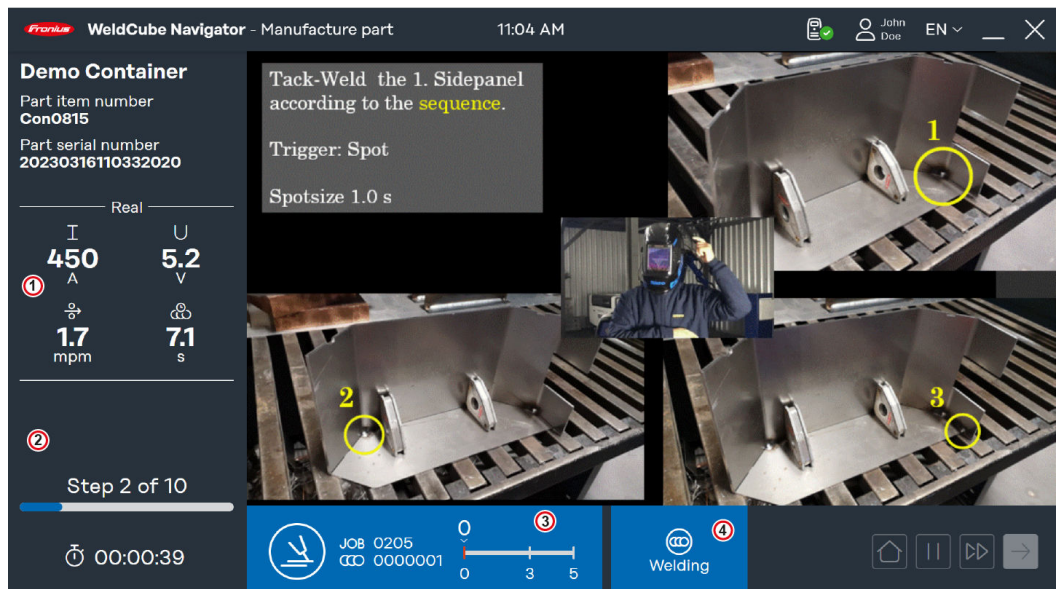 Fronius WeldCube Navigator - Manufacture part 11:04 AM John Doe EN
Demo Container
Part item number
Con0815
Part serial number
20230316110332020
Real
I U
450 5.2
A V
1
1.7 7.1
mpm s
2
Step 2 of 10
00:00:39
Tack-Weld the 1. Sidepanel
according to the sequence.
Trigger: Spot
Spotsize 1.0 s
1
2
3
JOB 0205
0000001
0
0 3 5
3
Welding
4